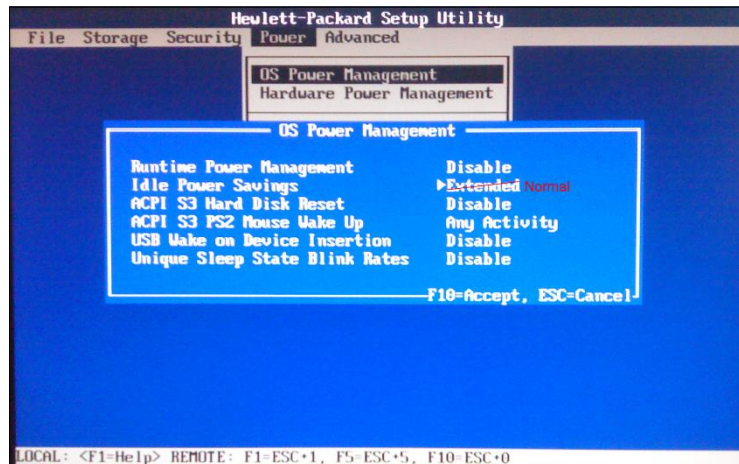 Hewlett-Packard Setup Utility
File Storage Security Power Advanced
OS Power Management
Hardware Power Management
OS Power Management
Runtime Power Management Disable
Idle Power Savings Extended Normal
ACPI S3 Hard Disk Reset Disable
ACPI S3 PS2 Mouse Wake Up Any Activity
USB Wake on Device Insertion Disable
Unique Sleep State Blink Rates Disable
F10=Accept, ESC=Cancel
LOCAL: <F1=Help> REMOTE: F1=ESC+1, F5=ESC+5, F10=ESC+0